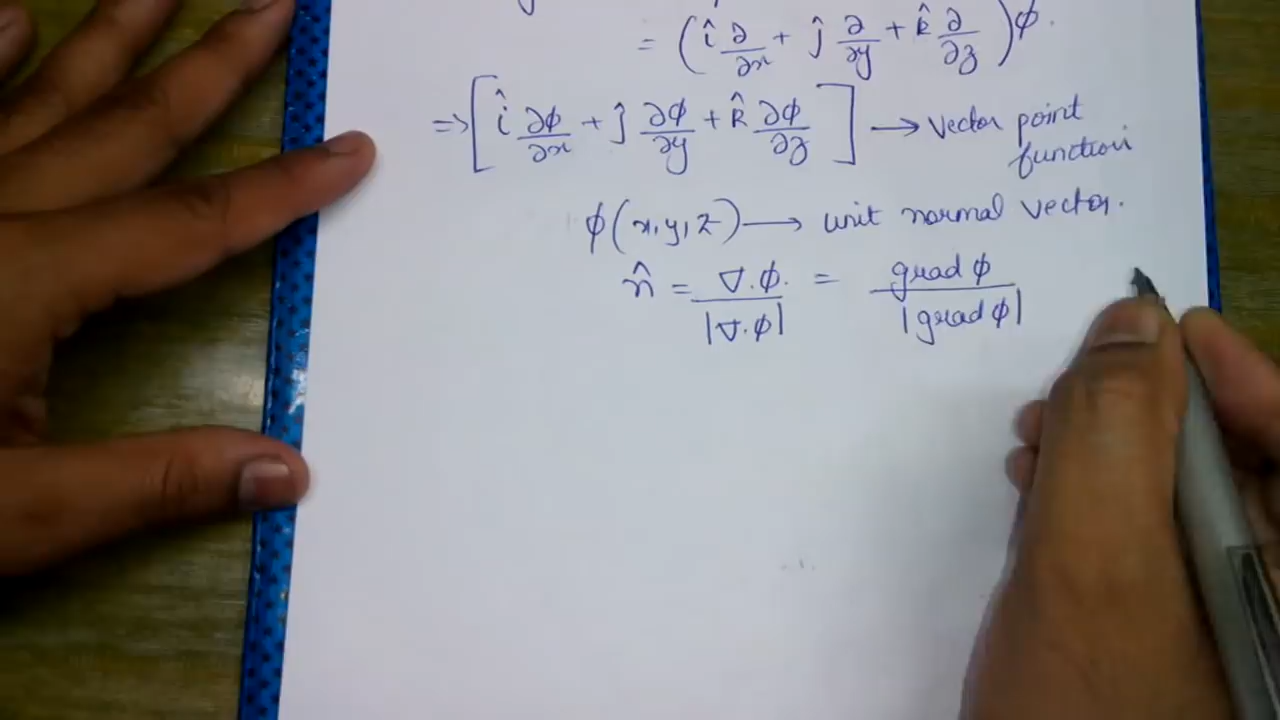 = (î ∂/∂x + ĵ ∂/∂y + k̂ ∂/∂z) φ.
=> [î ∂φ/∂x + ĵ ∂φ/∂y + k̂ ∂φ/∂z] → Vector point function
φ(x,y,z) → unit normal vector.
n̂ = ∇.φ. / |∇.φ| = grad φ / |grad φ|